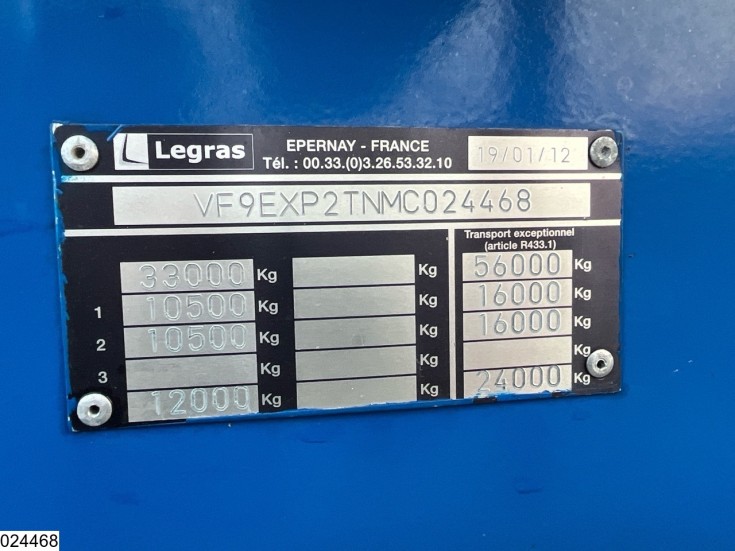 Legras EPERNAY - FRANCE 19/01/12
Tél. : 00.33.(0)3.26.53.32.10
VF9EXP2TNMC024468
Transport exceptionnel
(article R433.1)
33000 Kg Kg 56000 Kg
1 10500 Kg Kg 16000 Kg
2 10500 Kg Kg 16000 Kg
3 Kg Kg Kg
12000 Kg Kg 24000 Kg
024468